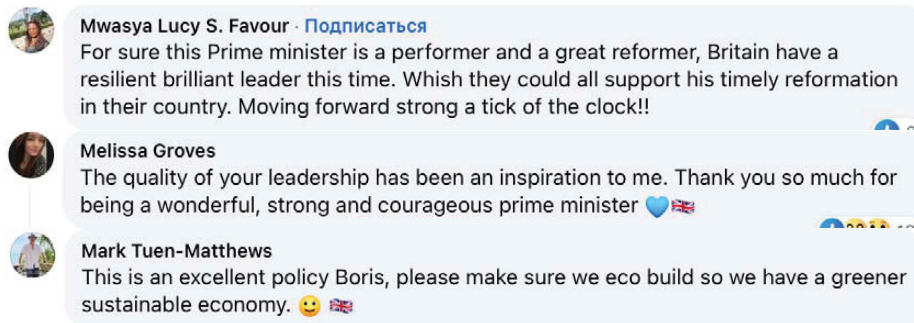 Mwasya Lucy S. Favour · Подписаться
For sure this Prime minister is a performer and a great reformer, Britain have a
resilient brilliant leader this time. Whish they could all support his timely reformation
in their country. Moving forward strong a tick of the clock!!
Melissa Groves
The quality of your leadership has been an inspiration to me. Thank you so much for
being a wonderful, strong and courageous prime minister 💙🇬🇧
Mark Tuen-Matthews
This is an excellent policy Boris, please make sure we eco build so we have a greener
sustainable economy. 🙂 🇬🇧